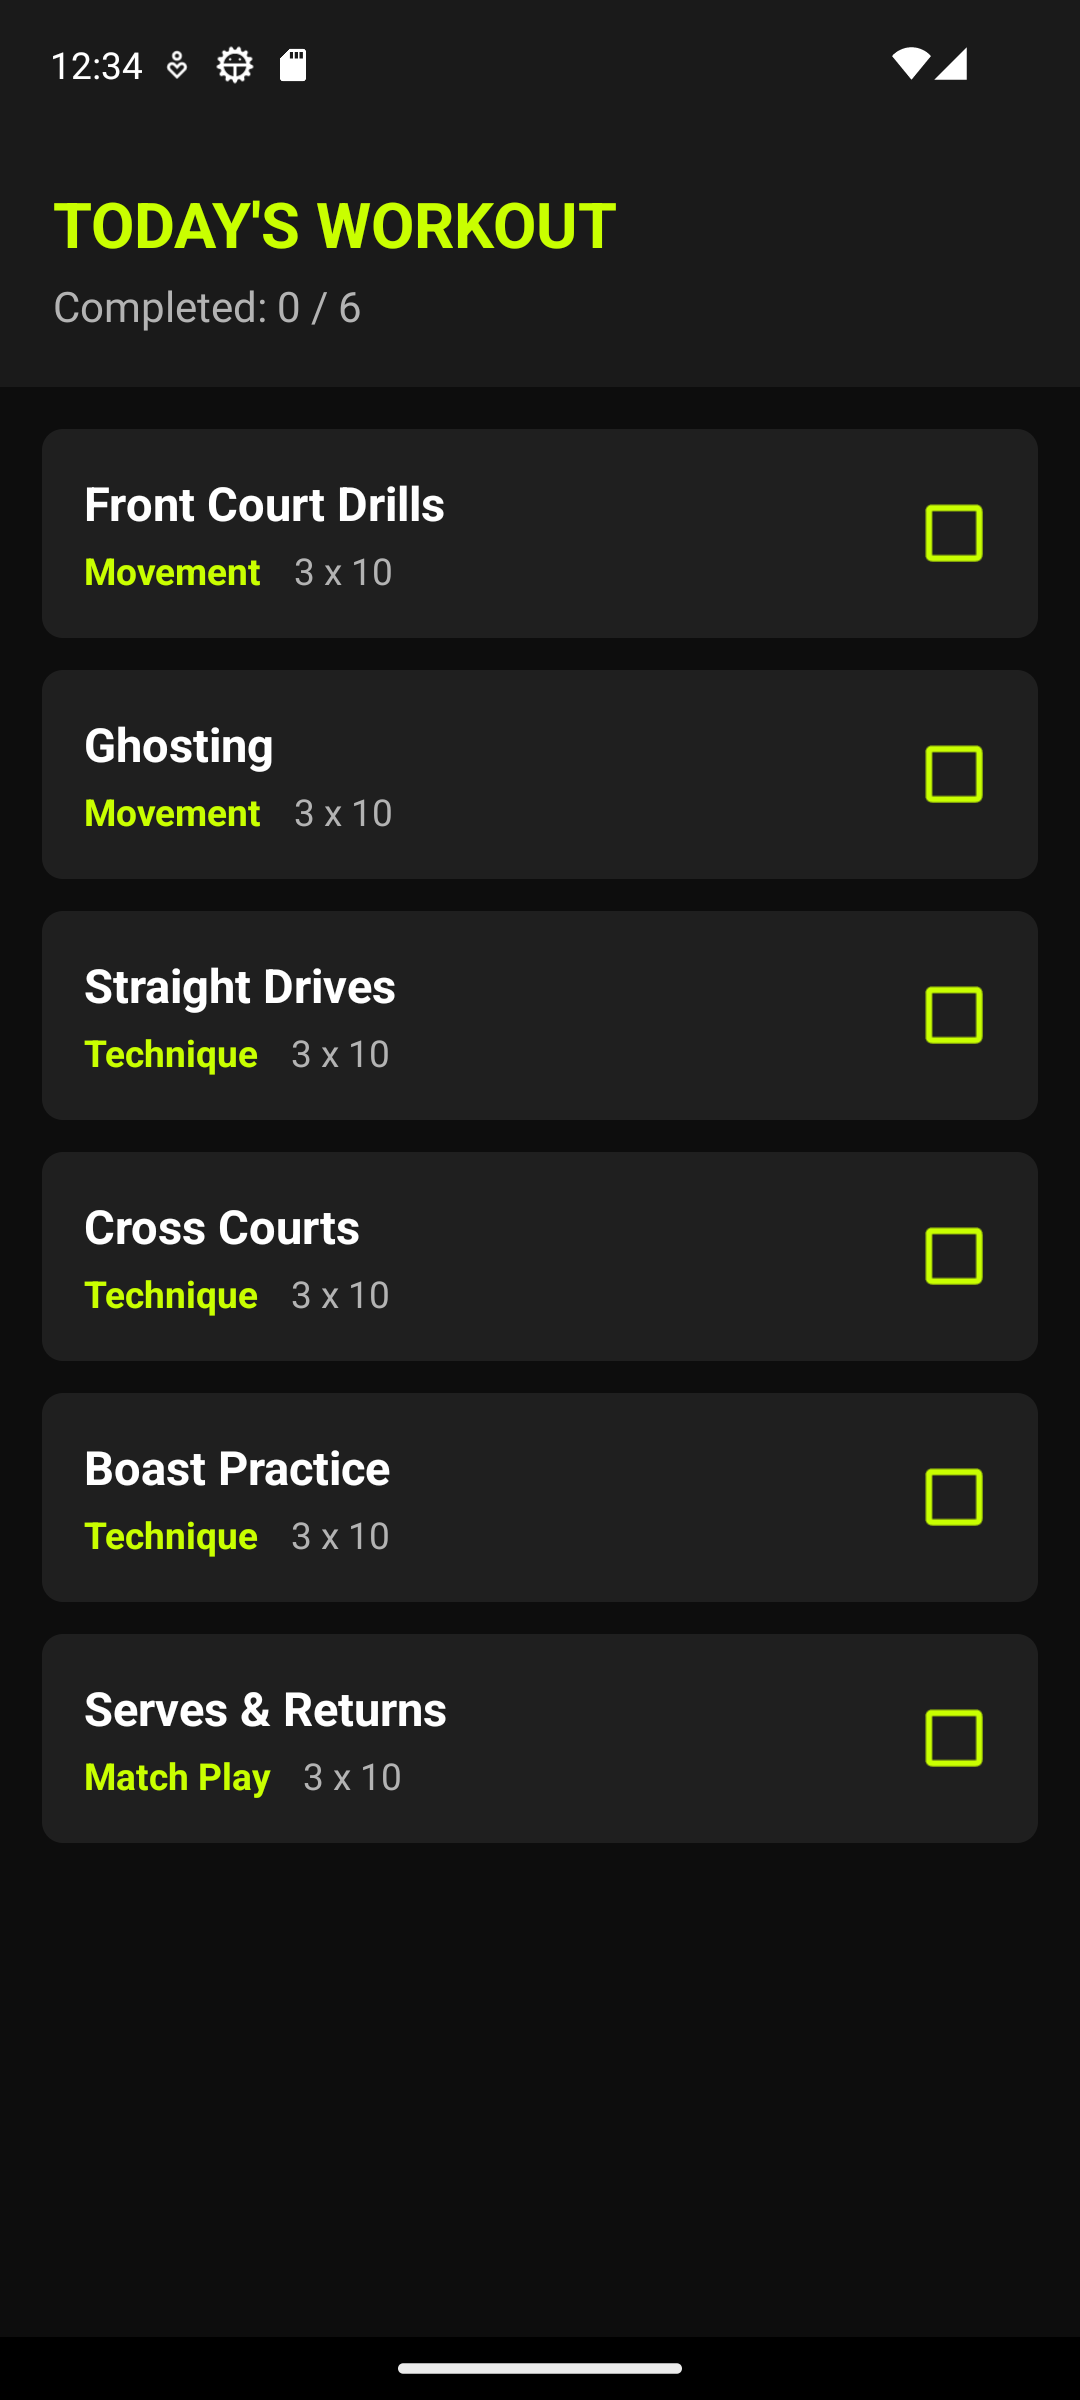 12:34
TODAY'S WORKOUT
Completed: 0 / 6
Front Court Drills
Movement 3 x 10
Ghosting
Movement 3 x 10
Straight Drives
Technique 3 x 10
Cross Courts
Technique 3 x 10
Boast Practice
Technique 3 x 10
Serves & Returns
Match Play 3 x 10